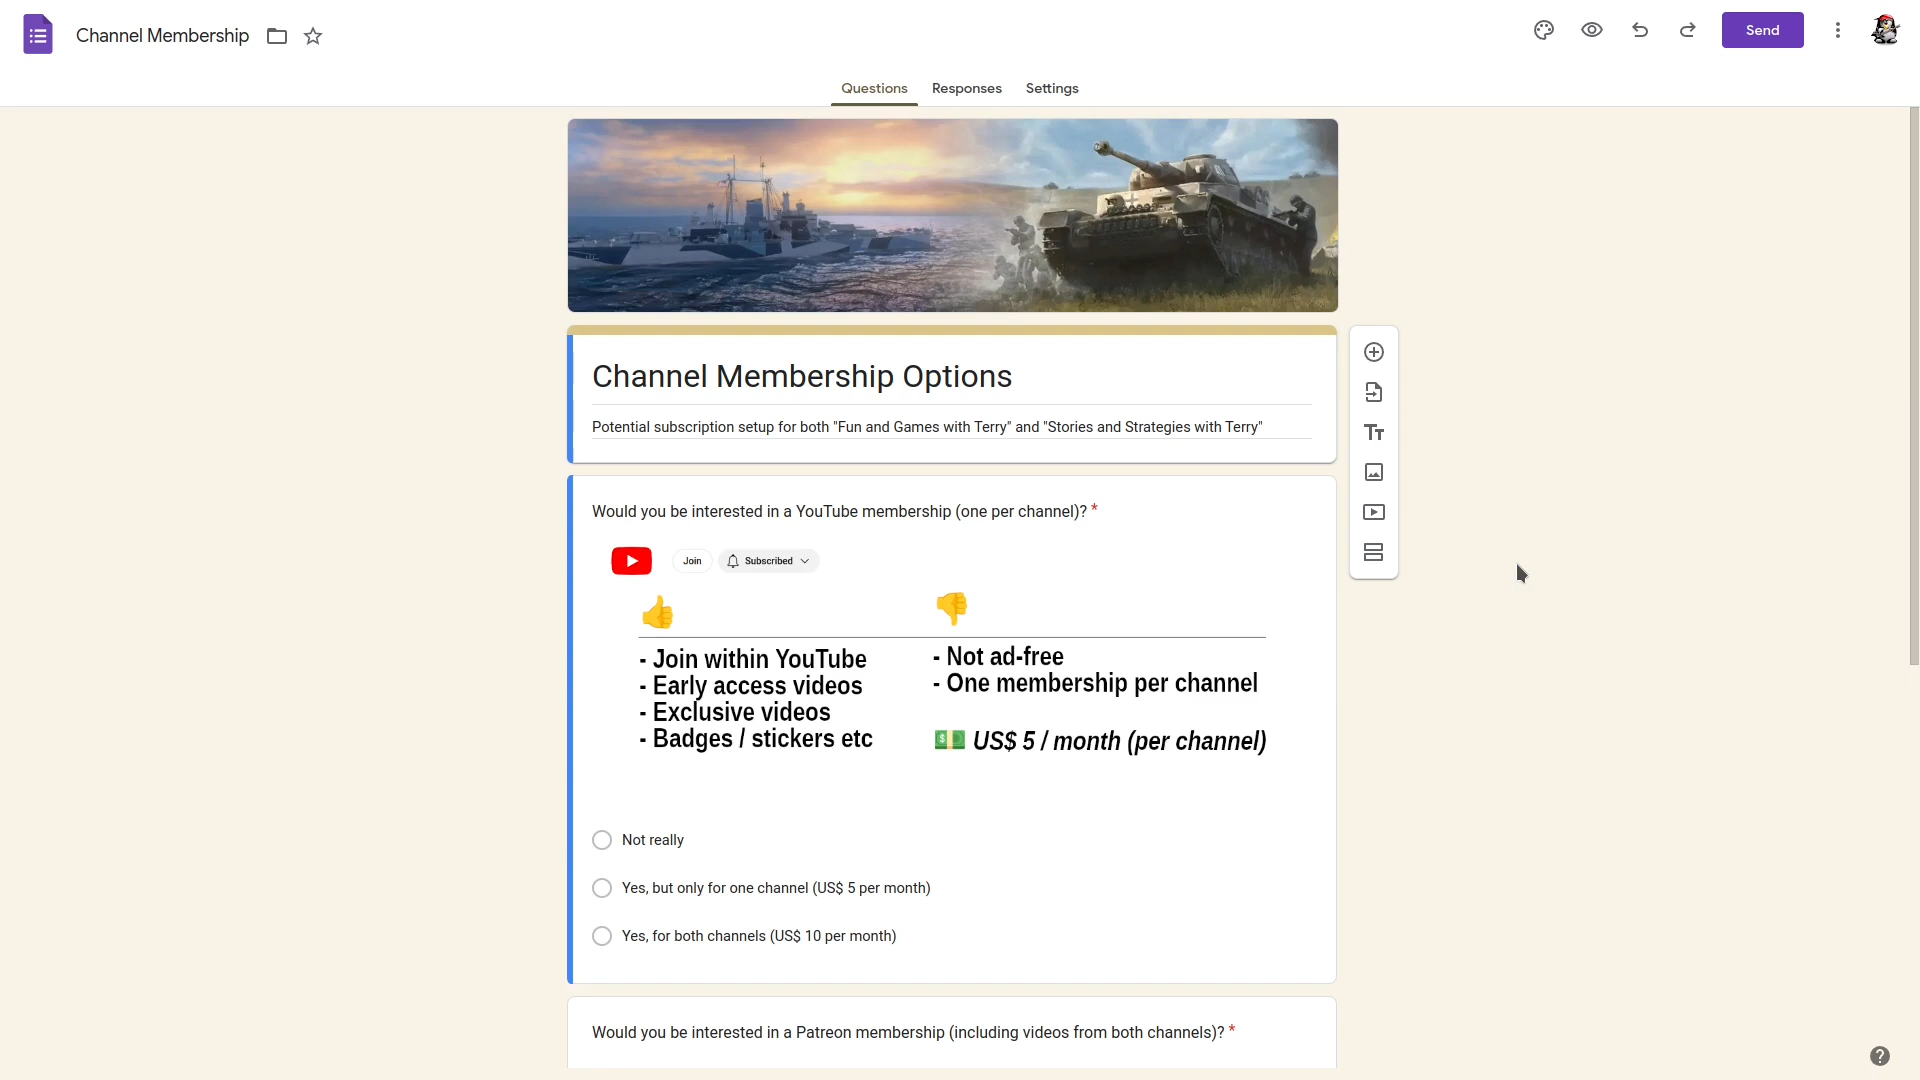 Channel Membership
Send
Questions Responses Settings
Channel Membership Options
Potential subscription setup for both "Fun and Games with Terry" and "Stories and Strategies with Terry"
Would you be interested in a YouTube membership (one per channel)? *
Join Subscribed
- Join within YouTube
- Early access videos
- Exclusive videos
- Badges / stickers etc
- Not ad-free
- One membership per channel
US$ 5 / month (per channel)
Not really
Yes, but only for one channel (US$ 5 per month)
Yes, for both channels (US$ 10 per month)
Would you be interested in a Patreon membership (including videos from both channels)? *